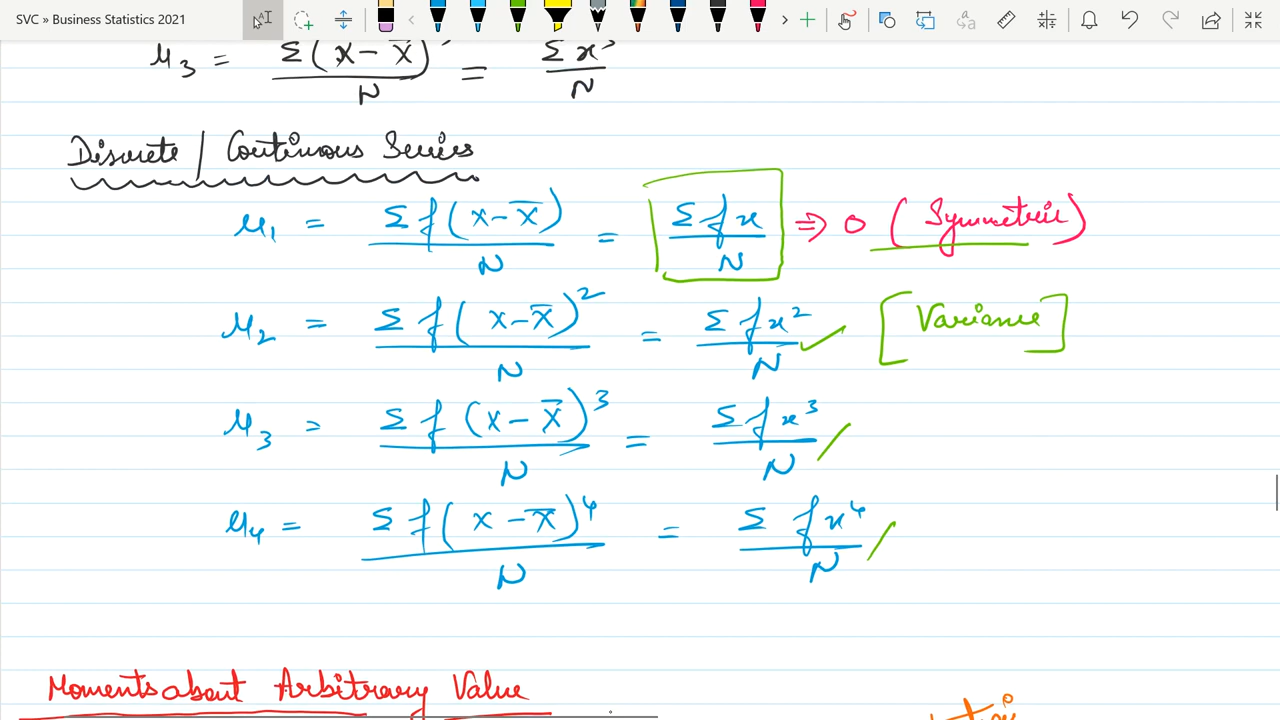 SVC » Business Statistics 2021
μ₃ = Σ(x-x̅)³/N = Σx³/N
Discrete / Continuous Series
μ₁ = Σf(x-x̅)/N = Σfx/N ⇒ 0 (Symmetric)
μ₂ = Σf(x-x̅)²/N = Σfx²/N ✓ [Variance]
μ₃ = Σf(x-x̅)³/N = Σfx³/N
μ₄ = Σf(x-x̅)⁴/N = Σfx⁴/N
Moments about Arbitrary Value